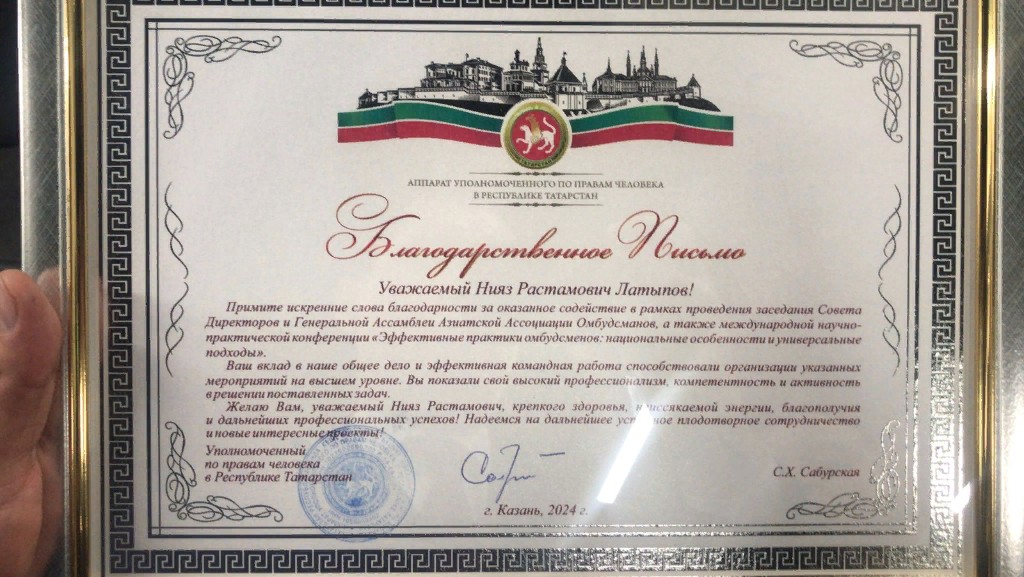 АППАРАТ УПОЛНОМОЧЕННОГО ПО ПРАВАМ ЧЕЛОВЕКА
В РЕСПУБЛИКЕ ТАТАРСТАН
Благодарственное Письмо
Уважаемый Нияз Растамович Латыпов!
Примите искренние слова благодарности за оказанное содействие в рамках проведения заседания Совета
Директоров и Генеральной Ассамблеи Азиатской Ассоциации Омбудсманов, а также международной научно-
практической конференции «Эффективные практики омбудсменов: национальные особенности и универсальные
подходы».
Ваш вклад в наше общее дело и эффективная командная работа способствовали организации указанных
мероприятий на высшем уровне. Вы показали свой высокий профессионализм, компетентность и активность
в решении поставленных задач.
Желаю Вам, уважаемый Нияз Растамович, крепкого здоровья, энергии, благополучия
и дальнейших профессиональных успехов! Надеемся на дальнейшее плодотворное сотрудничество
и новые интересные проекты!
Уполномоченный
по правам человека
в Республике Татарстан
С.Х. Сабурская
г. Казань, 2024 г.